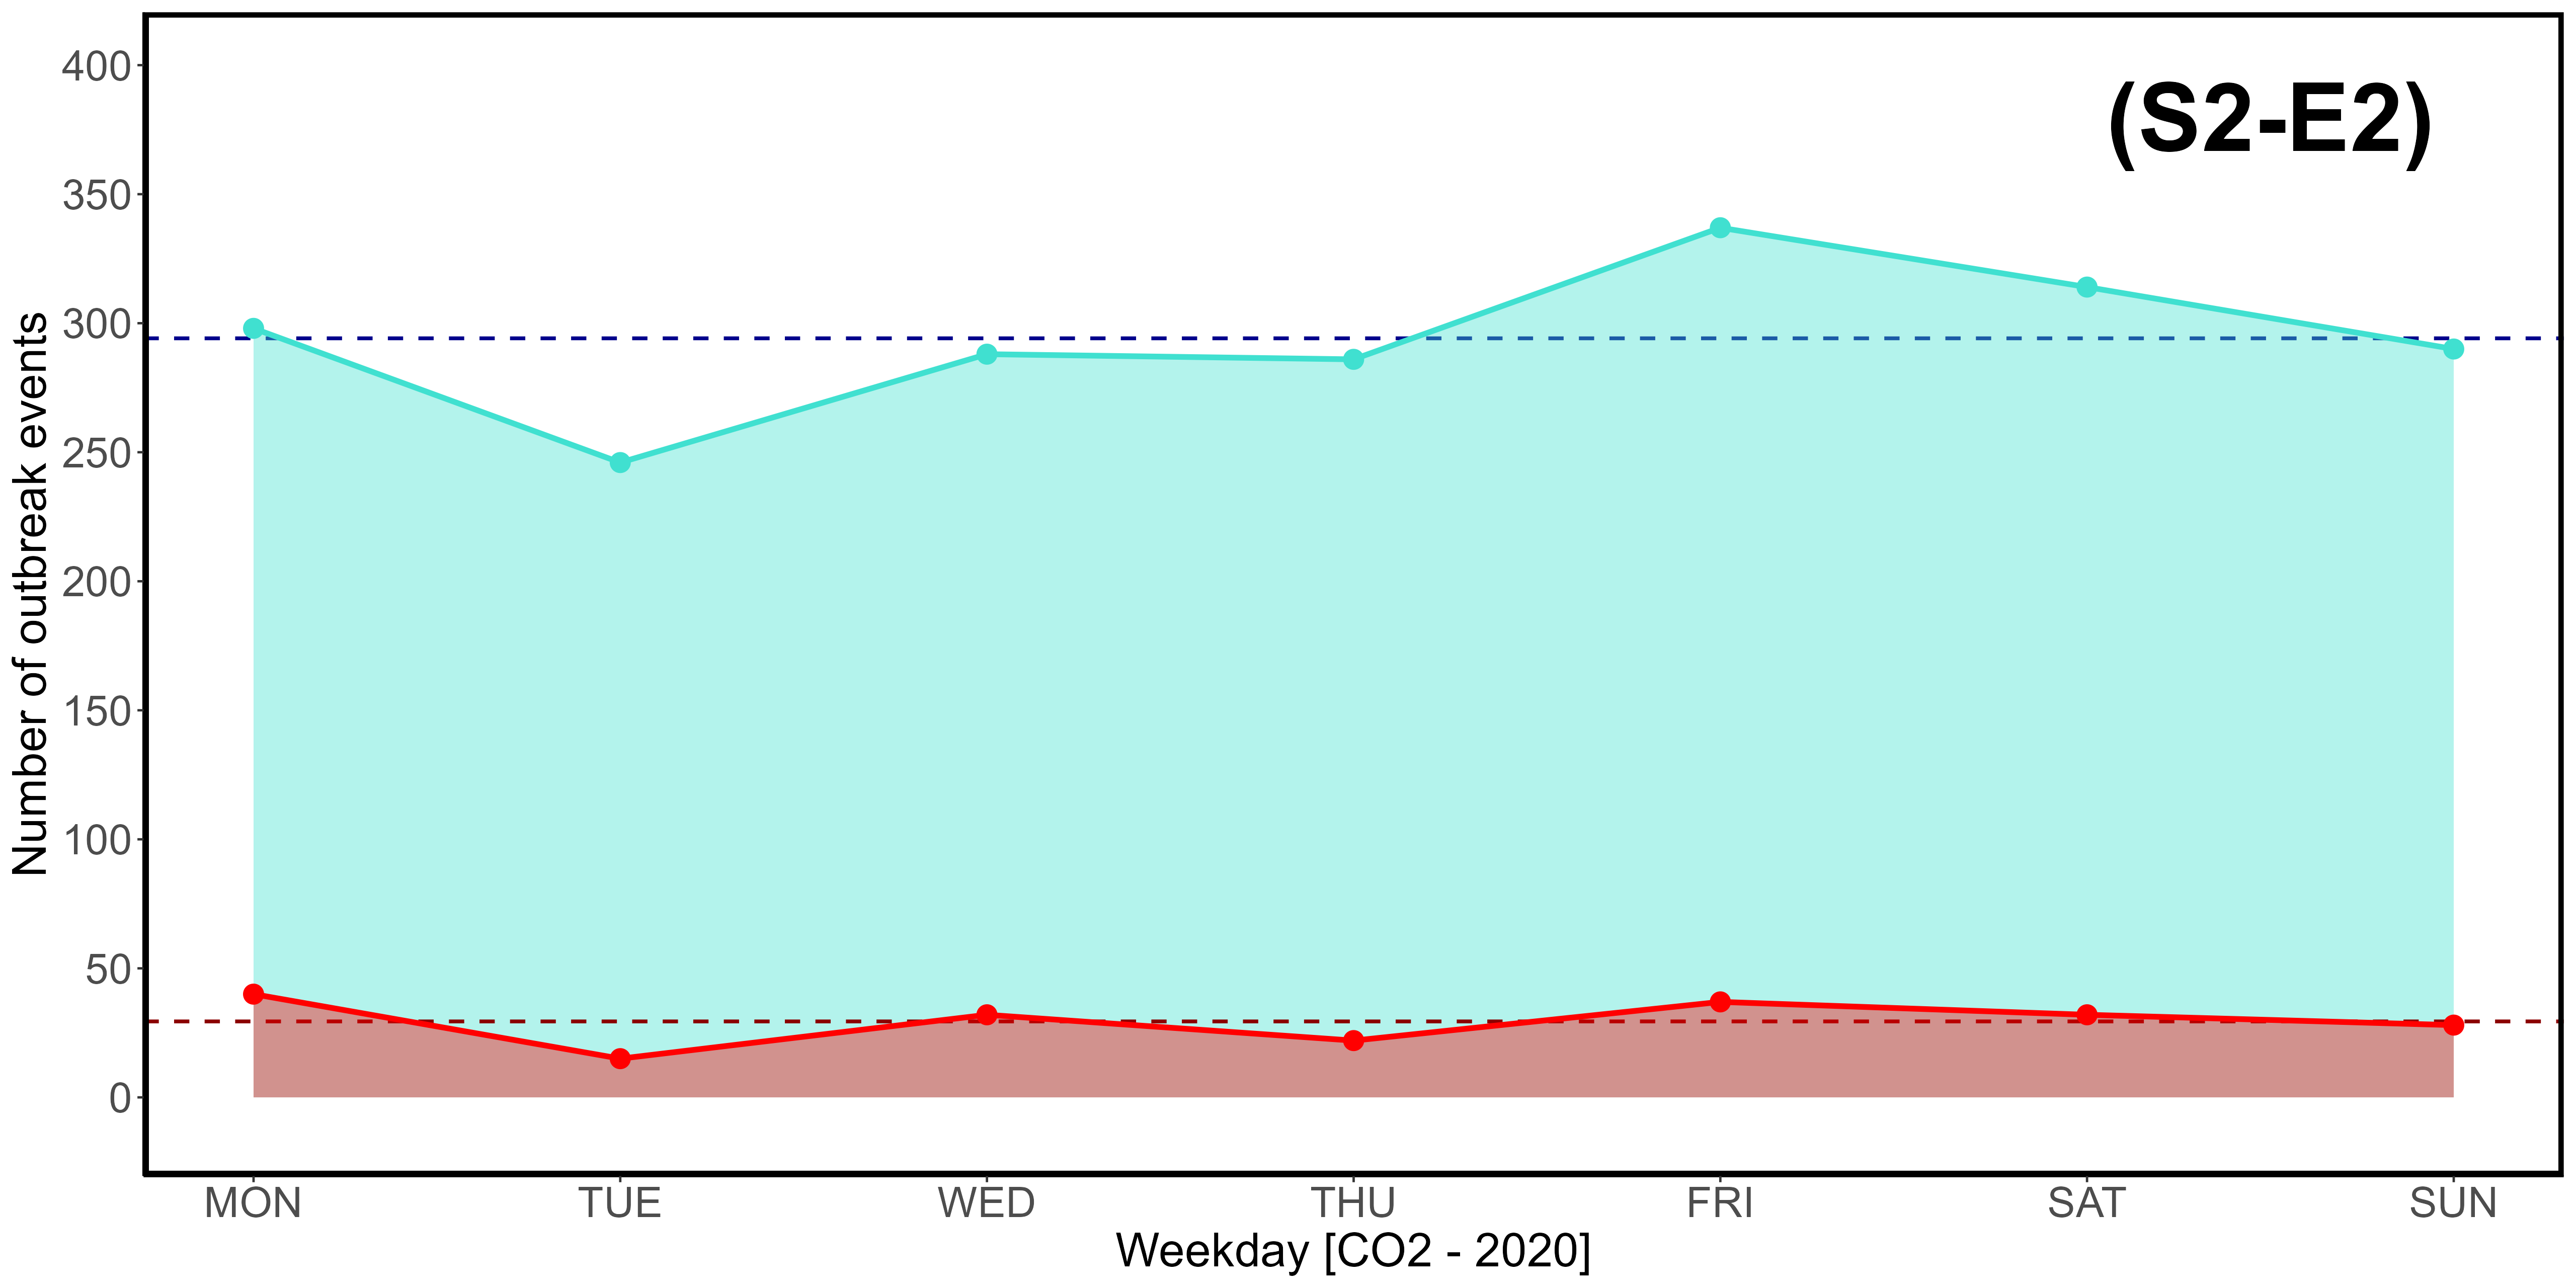 (S2-E2)
Number of outbreak events
400
350
300
250
200
150
100
50
0
MON TUE WED THU FRI SAT SUN
Weekday [CO2 - 2020]